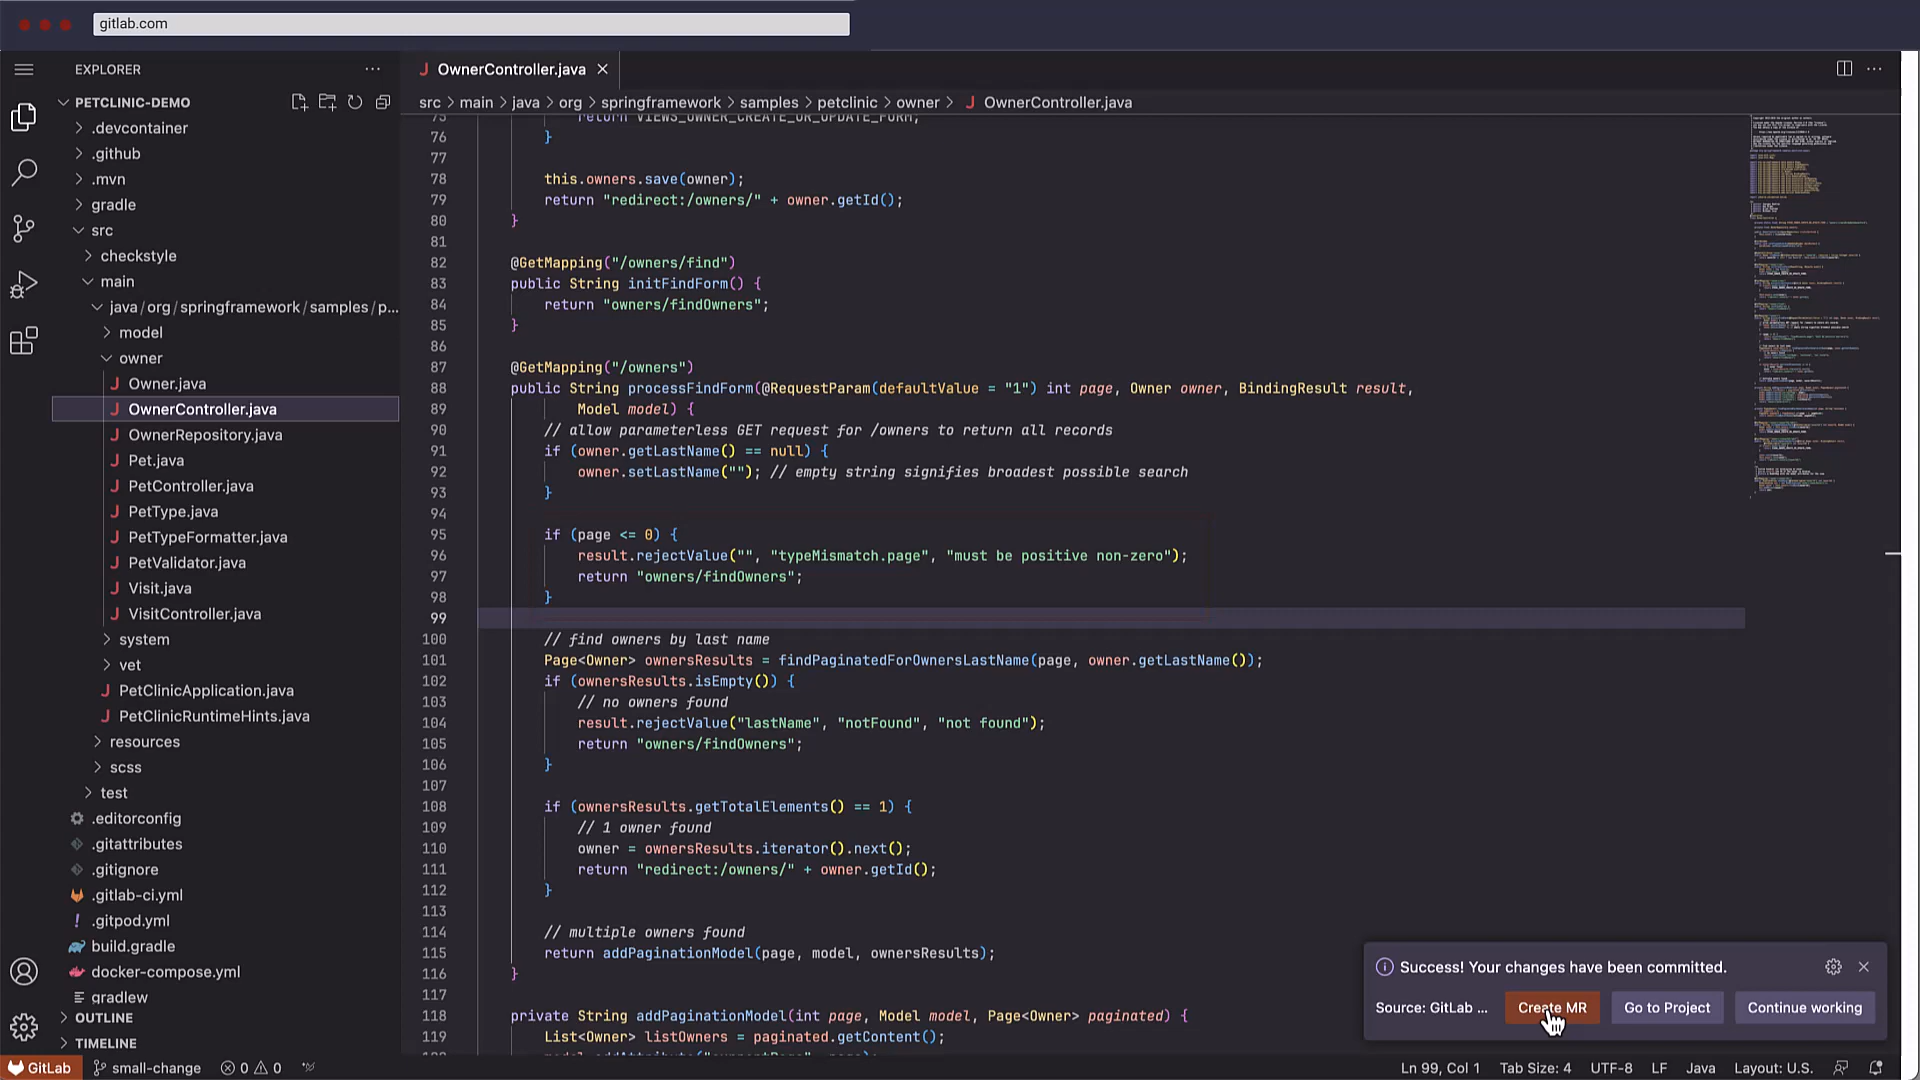 gitlab.com
EXPLORER
PETCLINIC-DEMO
.devcontainer
.github
.mvn
gradle
src
checkstyle
main
java/org/springframework/samples/p...
model
owner
Owner.java
OwnerController.java
OwnerRepository.java
Pet.java
PetController.java
PetType.java
PetTypeFormatter.java
PetValidator.java
Visit.java
VisitController.java
system
vet
PetClinicApplication.java
PetClinicRuntimeHints.java
resources
scss
test
.editorconfig
.gitattributes
.gitignore
.gitlab-ci.yml
.gitpod.yml
build.gradle
docker-compose.yml
gradlew
OUTLINE
TIMELINE
OwnerController.java
src > main > java > org > springframework > samples > petclinic > owner > OwnerController.java
75 return VIEWS_OWNER_CREATE_OR_UPDATE_FORM;
76 }
77
78 this.owners.save(owner);
79 return "redirect:/owners/" + owner.getId();
80 }
81
82 @GetMapping("/owners/find")
83 public String initFindForm() {
84 return "owners/findOwners";
85 }
86
87 @GetMapping("/owners")
88 public String processFindForm(@RequestParam(defaultValue = "1") int page, Owner owner, BindingResult result,
89 Model model) {
90 // allow parameterless GET request for /owners to return all records
91 if (owner.getLastName() == null) {
92 owner.setLastName(""); // empty string signifies broadest possible search
93 }
94
95 if (page <= 0) {
96 result.rejectValue("", "typeMismatch.page", "must be positive non-zero");
97 return "owners/findOwners";
98 }
99
100 // find owners by last name
101 Page<Owner> ownersResults = findPaginatedForOwnersLastName(page, owner.getLastName());
102 if (ownersResults.isEmpty()) {
103 // no owners found
104 result.rejectValue("lastName", "notFound", "not found");
105 return "owners/findOwners";
106 }
107
108 if (ownersResults.getTotalElements() == 1) {
109 // 1 owner found
110 owner = ownersResults.iterator().next();
111 return "redirect:/owners/" + owner.getId();
112 }
113
114 // multiple owners found
115 return addPaginationModel(page, model, ownersResults);
116 }
117
118 private String addPaginationModel(int page, Model model, Page<Owner> paginated) {
119 List<Owner> listOwners = paginated.getContent();
Success! Your changes have been committed.
Source: GitLab ...
Create MR
Go to Project
Continue working
GitLab
small-change
0
0
Ln 99, Col 1
Tab Size: 4
UTF-8
LF
Java
Layout: U.S.